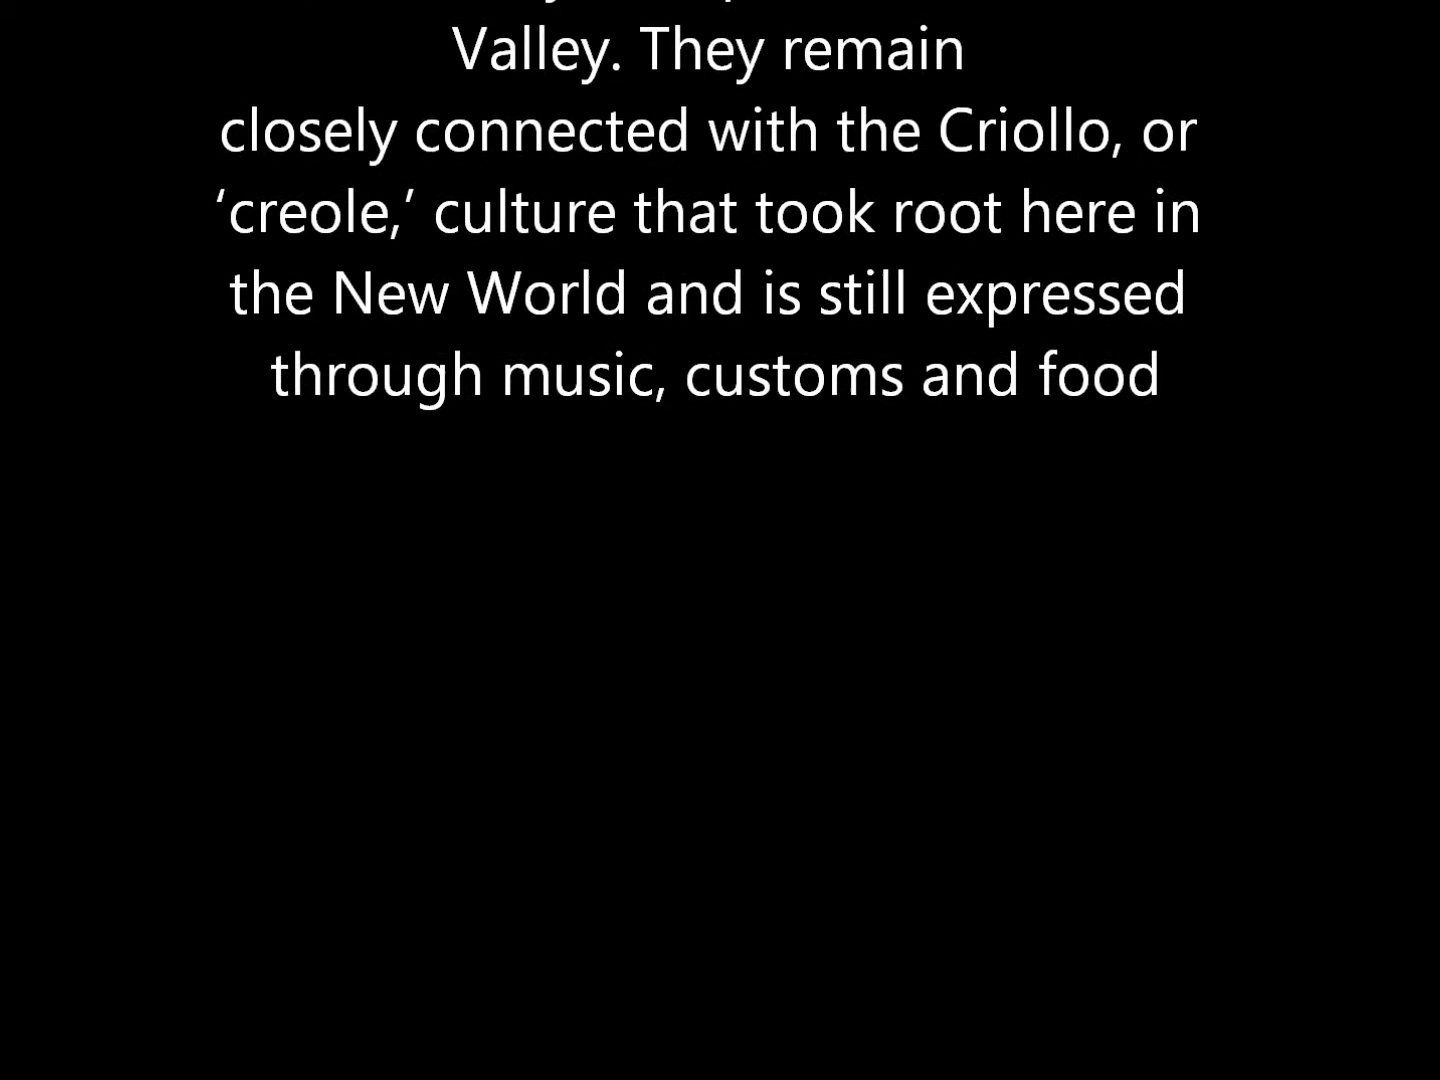 Valley. They remain
closely connected with the Criollo, or
‘creole,’ culture that took root here in
the New World and is still expressed
through music, customs and food